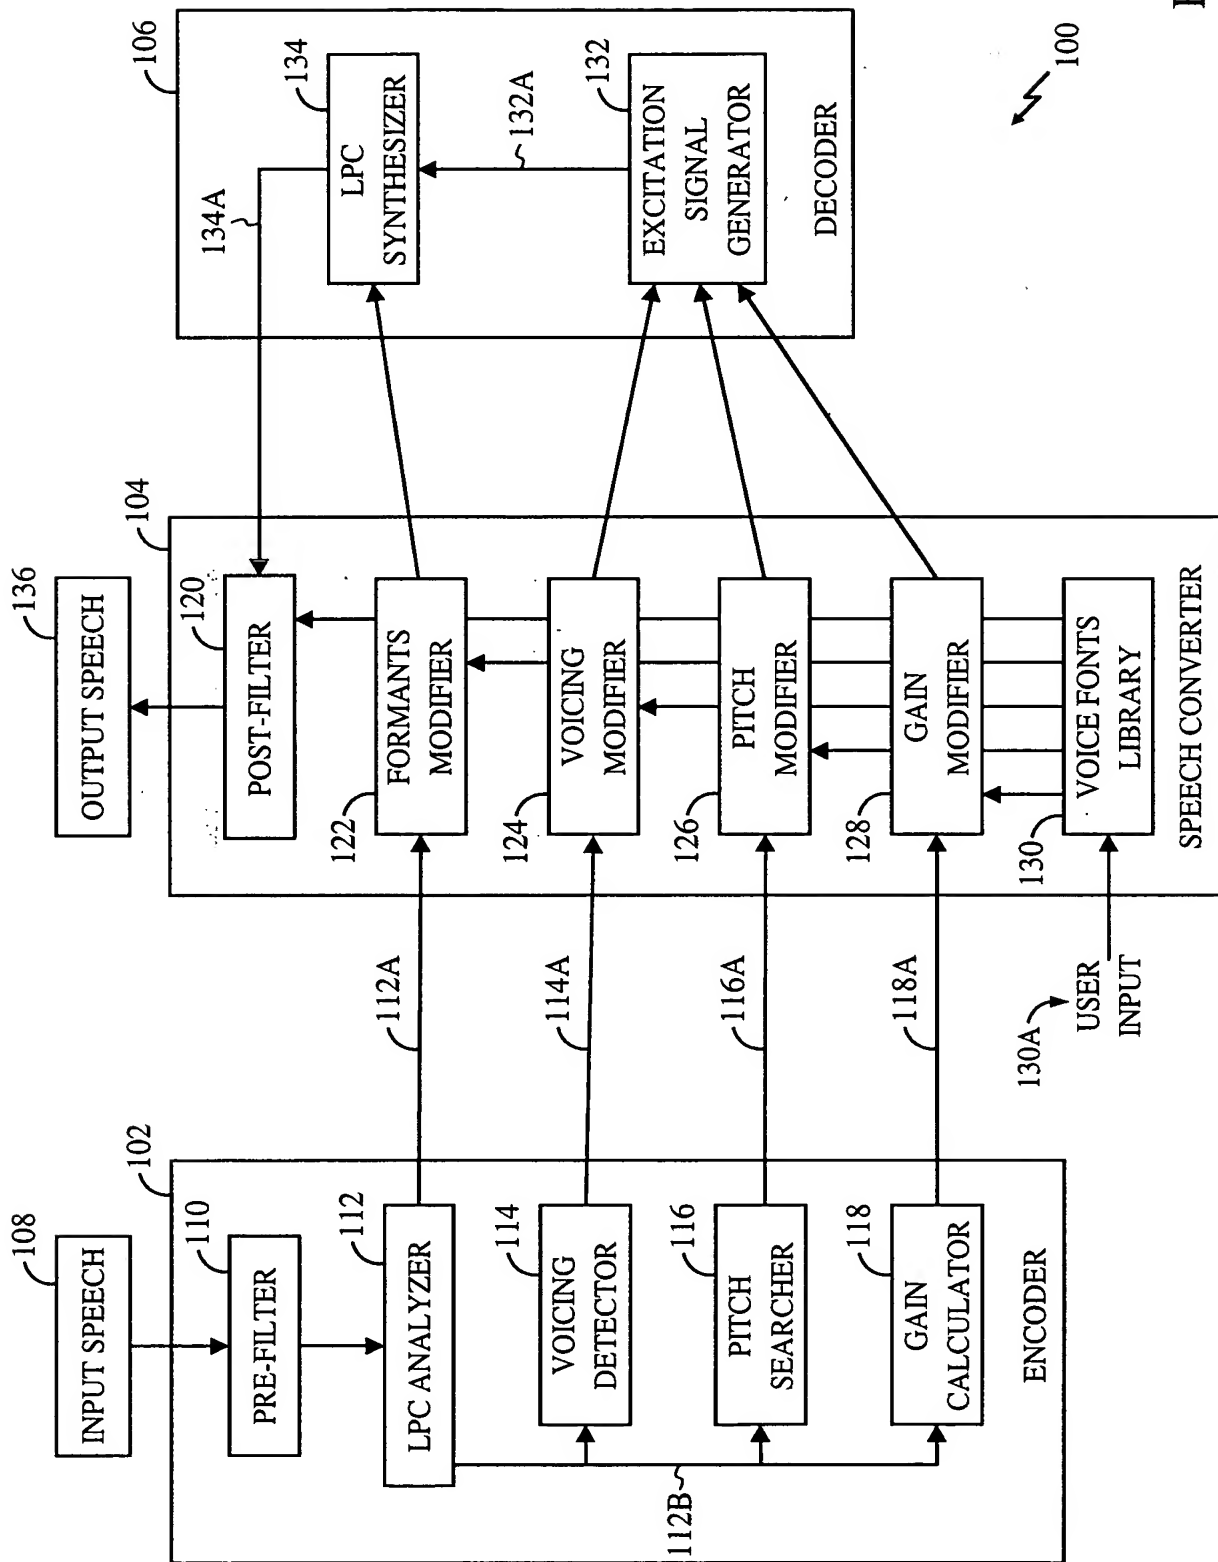 108
INPUT SPEECH
102
110
PRE-FILTER
112
LPC ANALYZER
114
VOICING
DETECTOR
116
PITCH
SEARCHER
118
GAIN
CALCULATOR
ENCODER
112B
112A
114A
116A
118A
130A
USER
INPUT
136
OUTPUT SPEECH
104
120
POST-FILTER
122
FORMANTS
MODIFIER
124
VOICING
MODIFIER
126
PITCH
MODIFIER
128
GAIN
MODIFIER
130
VOICE FONTS
LIBRARY
SPEECH CONVERTER
134A
106
134
LPC
SYNTHESIZER
132A
132
EXCITATION
SIGNAL
GENERATOR
DECODER
100